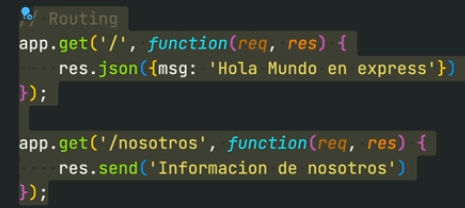 // Routing
app.get('/', function(req, res) {
    res.json({msg: 'Hola Mundo en express'})
});

app.get('/nosotros', function(req, res) {
    res.send('Informacion de nosotros')
});